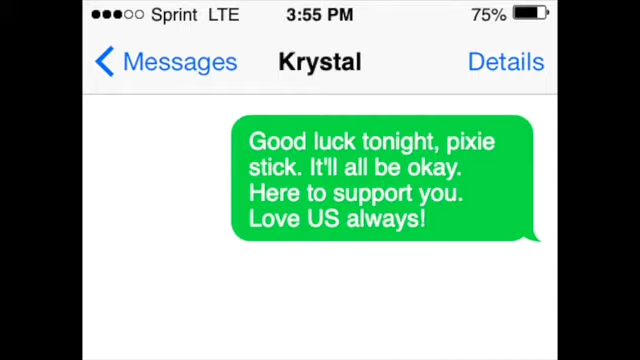 Sprint LTE 3:55 PM 75%
Messages Krystal Details
Good luck tonight, pixie
stick. It'll all be okay.
Here to support you.
Love US always!